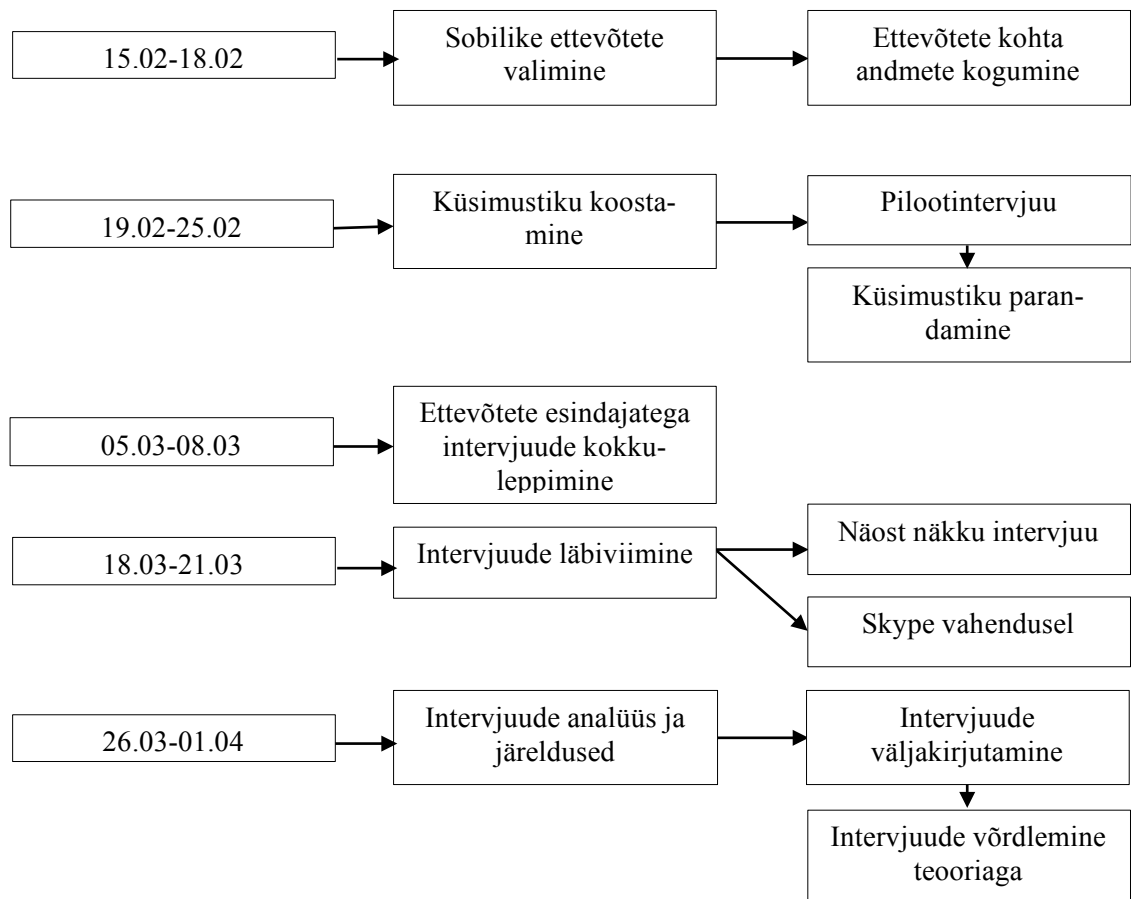 15.02-18.02
Sobilike ettevõtete
valimine
Ettevõtete kohta
andmete kogumine
19.02-25.02
Küsimustiku koosta-
mine
Pilootintervjuu
Küsimustiku paran-
damine
05.03-08.03
Ettevõtete esindajatega
intervjuude kokku-
leppimine
18.03-21.03
Intervjuude läbiviimine
Näost näkku intervjuu
Skype vahendusel
26.03-01.04
Intervjuude analüüs ja
järeldused
Intervjuude
väljakirjutamine
Intervjuude võrdlemine
teooriaga